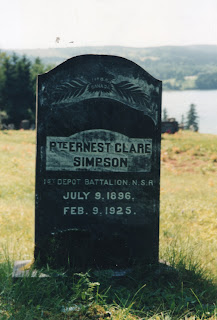 PTE ERNEST CLARE
SIMPSON
1ST DEPOT BATTALION, N.S.R
JULY 9, 1896.
FEB. 9, 1925.